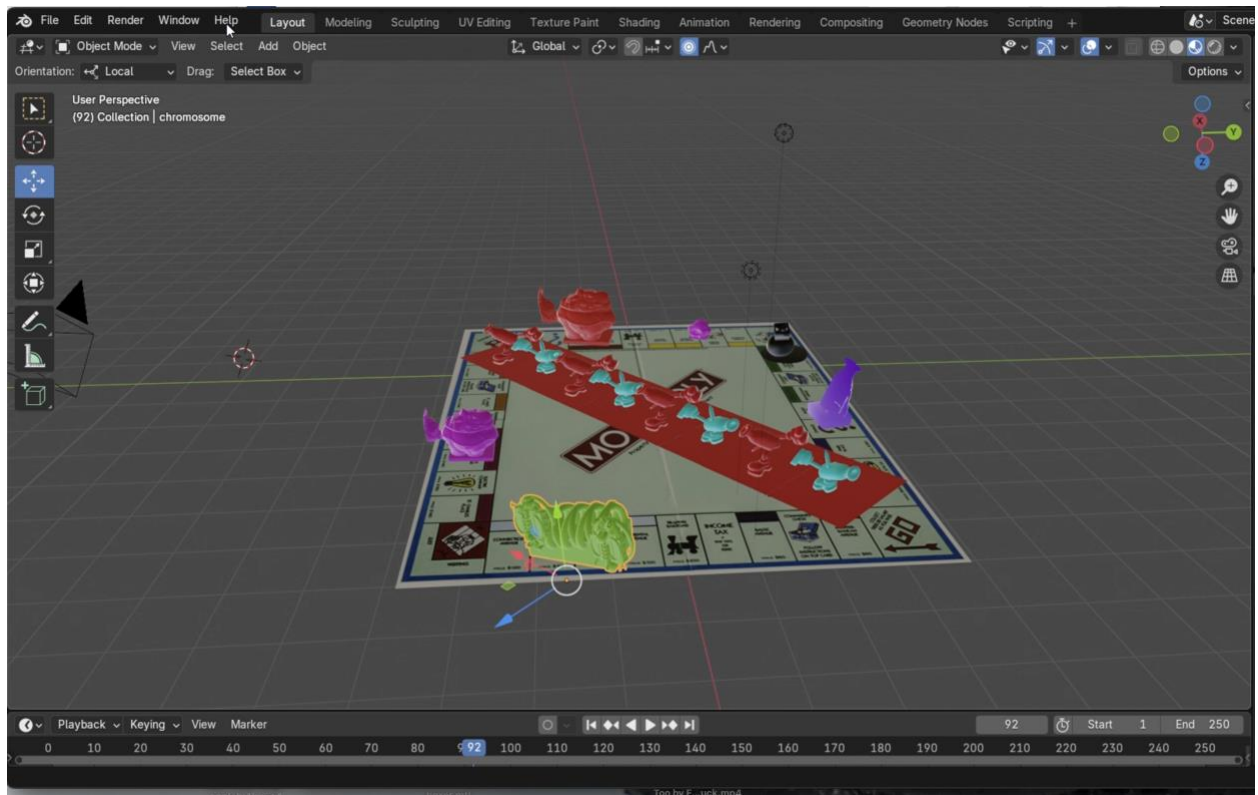 File Edit Render Window Help Layout Modeling Sculpting UV Editing Texture Paint Shading Animation Rendering Compositing Geometry Nodes Scripting + Scene
Object Mode View Select Add Object Global
Orientation: Local Drag: Select Box Options
User Perspective
(92) Collection | chromosome
X
Y
Z
MO LY
INCOME
TAX
GO
Playback Keying View Marker 92 Start 1 End 250
0 10 20 30 40 50 60 70 80 92 100 110 120 130 140 150 160 170 180 190 200 210 220 230 240 250